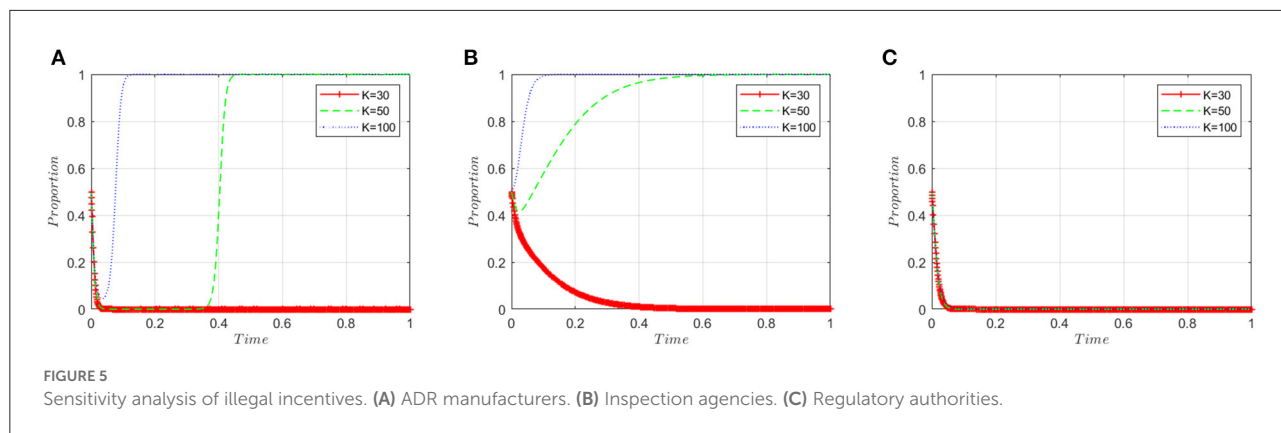 A
Proportion
1
0.8
0.6
0.4
0.2
0
0 0.2 0.4 0.6 0.8 1
Time
K=30
K=50
K=100
B
Proportion
1
0.8
0.6
0.4
0.2
0
0 0.2 0.4 0.6 0.8 1
Time
K=30
K=50
K=100
C
Proportion
1
0.8
0.6
0.4
0.2
0
0 0.2 0.4 0.6 0.8 1
Time
K=30
K=50
K=100
FIGURE 5
Sensitivity analysis of illegal incentives. (A) ADR manufacturers. (B) Inspection agencies. (C) Regulatory authorities.